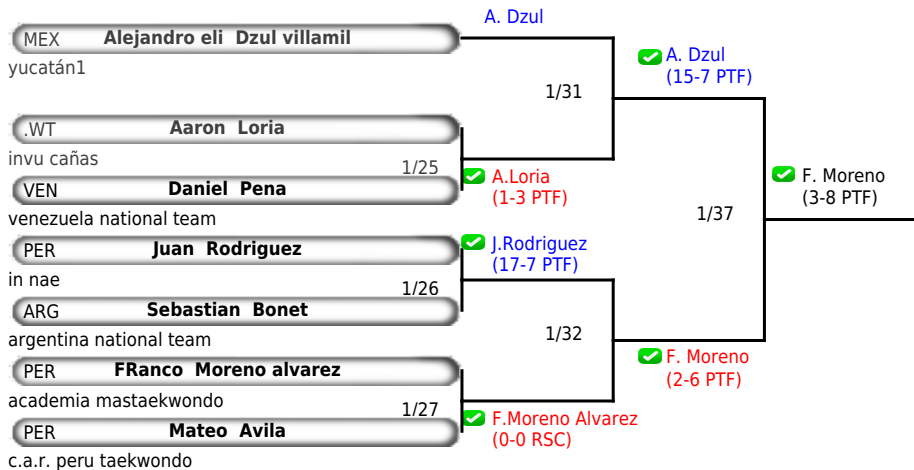 A. Dzul
MEX Alejandro eli Dzul villamil
yucatán1
A. Dzul
(15-7 PTF)
1/31
.WT Aaron Loria
invu cañas
1/25
A.Loria
(1-3 PTF)
VEN Daniel Pena
venezuela national team
F. Moreno
(3-8 PTF)
1/37
PER Juan Rodriguez
in nae
J.Rodriguez
(17-7 PTF)
1/26
ARG Sebastian Bonet
argentina national team
1/32
F. Moreno
(2-6 PTF)
PER FRanco Moreno alvarez
academia mastaekwondo
1/27
F.Moreno Alvarez
(0-0 RSC)
PER Mateo Avila
c.a.r. peru taekwondo